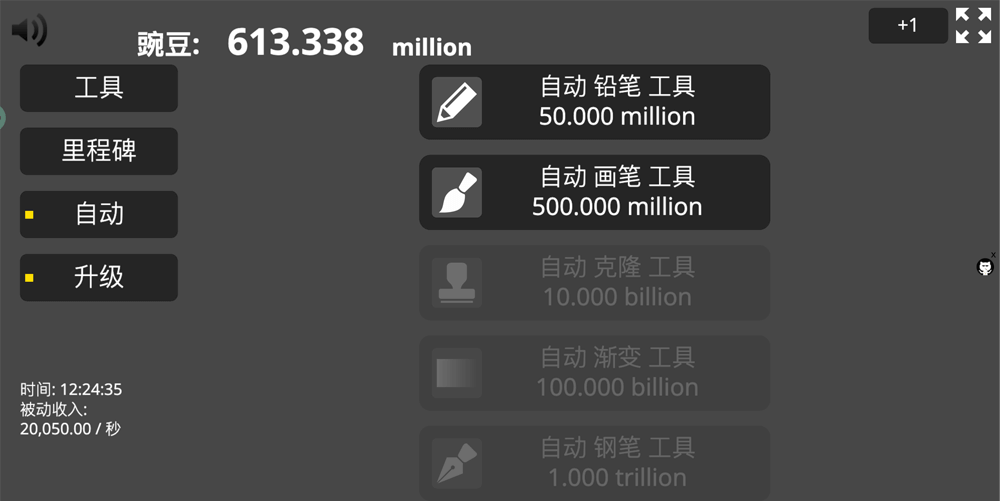 豌豆: 613.338 million
+1
工具
里程碑
自动
升级
自动 铅笔 工具
50.000 million
自动 画笔 工具
500.000 million
自动 克隆 工具
10.000 billion
自动 渐变 工具
100.000 billion
自动 钢笔 工具
1.000 trillion
时间: 12:24:35
被动收入:
20,050.00 / 秒
x